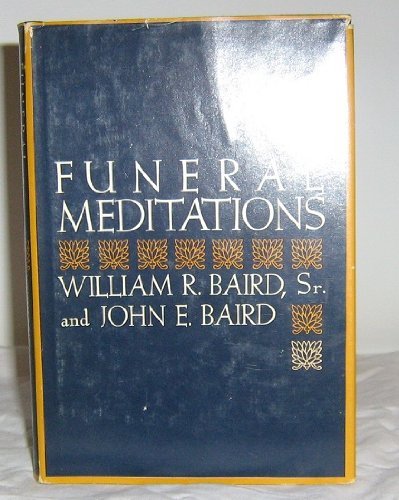 FUNERAL
MEDITATIONS
WILLIAM R. BAIRD, Sr.
and JOHN E. BAIRD